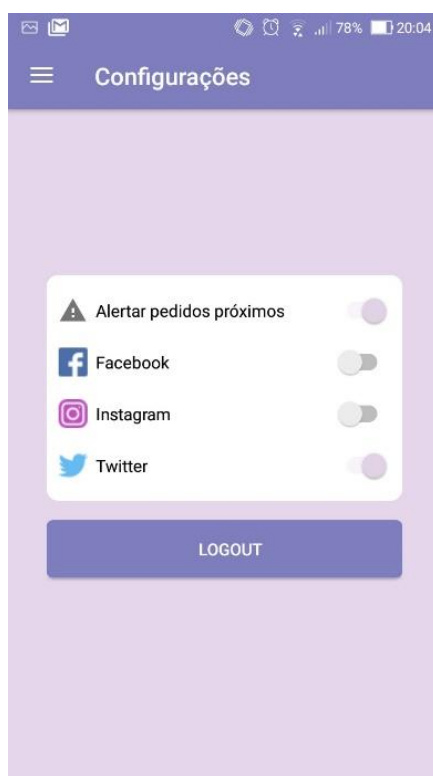 78% 20:04
Configurações
Alertar pedidos próximos
Facebook
Instagram
Twitter
LOGOUT